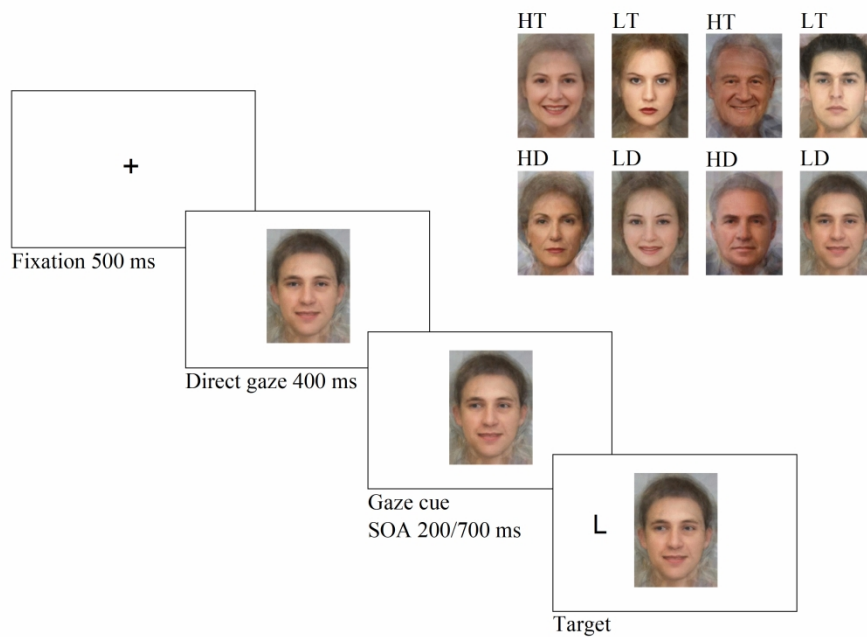 HT LT HT LT
HD LD HD LD
+
Fixation 500 ms
Direct gaze 400 ms
Gaze cue
SOA 200/700 ms
L
Target